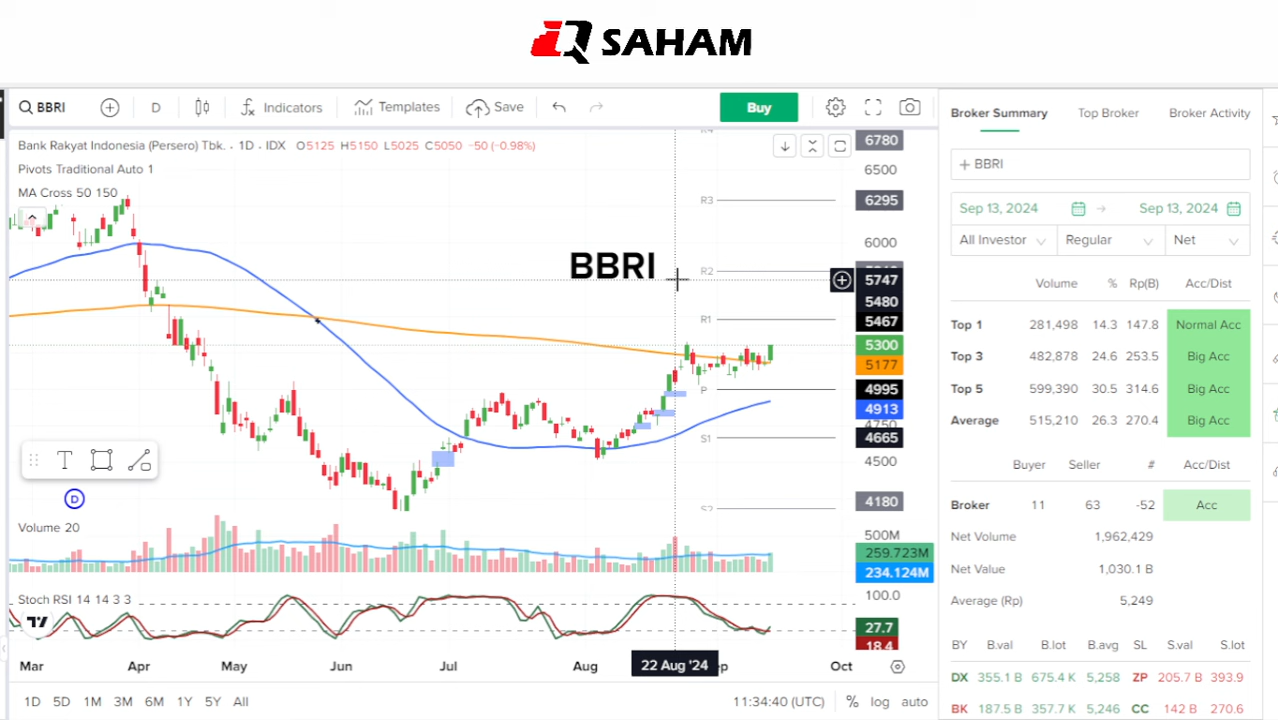 iQ SAHAM
BBRI
D
Indicators
Templates
Save
Buy
Bank Rakyat Indonesia (Persero) Tbk. · 1D · IDX O5125 H5150 L5025 C5050 -50 (-0.98%)
Pivots Traditional Auto 1
MA Cross 50 150
BBRI
R3
R2
R1
P
S1
6780
6500
6295
6000
5747
5480
5467
5300
5177
4995
4913
4665
4500
4180
T
D
Volume 20
500M
259.723M
234.124M
Stoch RSI 14 14 3 3
100.0
27.7
18.4
Mar Apr May Jun Jul Aug 22 Aug '24 Oct
1D 5D 1M 3M 6M 1Y 5Y All
11:34:40 (UTC) % log auto
Broker Summary Top Broker Broker Activity
+ BBRI
Sep 13, 2024 → Sep 13, 2024
All Investor Regular Net
Volume % Rp(B) Acc/Dist
Top 1 281,498 14.3 147.8 Normal Acc
Top 3 482,878 24.6 253.5 Big Acc
Top 5 599,390 30.5 314.6 Big Acc
Average 515,210 26.3 270.4 Big Acc
Buyer Seller # Acc/Dist
Broker 11 63 -52 Acc
Net Volume 1,962,429
Net Value 1,030.1 B
Average (Rp) 5,249
BY B.val B.lot B.avg SL S.val S.lot
DX 355.1 B 675.4 K 5,258 ZP 205.7 B 393.9
BK 187.5 B 357.7 K 5,246 CC 142 B 270.6